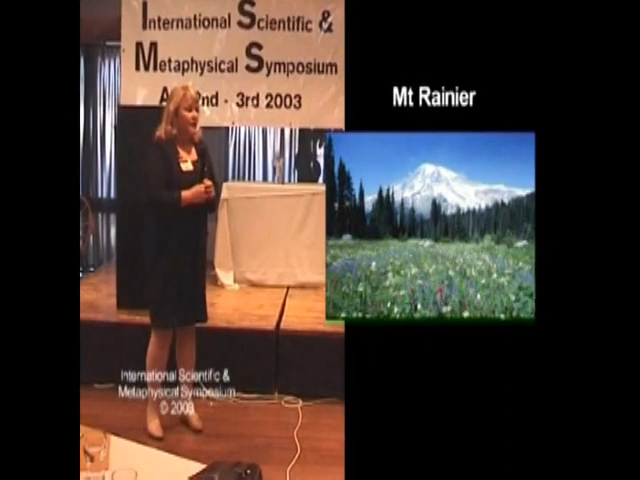 International Scientific &
Metaphysical Symposium
2nd - 3rd 2003
Mt Rainier
International Scientific &
Metaphysical Symposium
© 2003